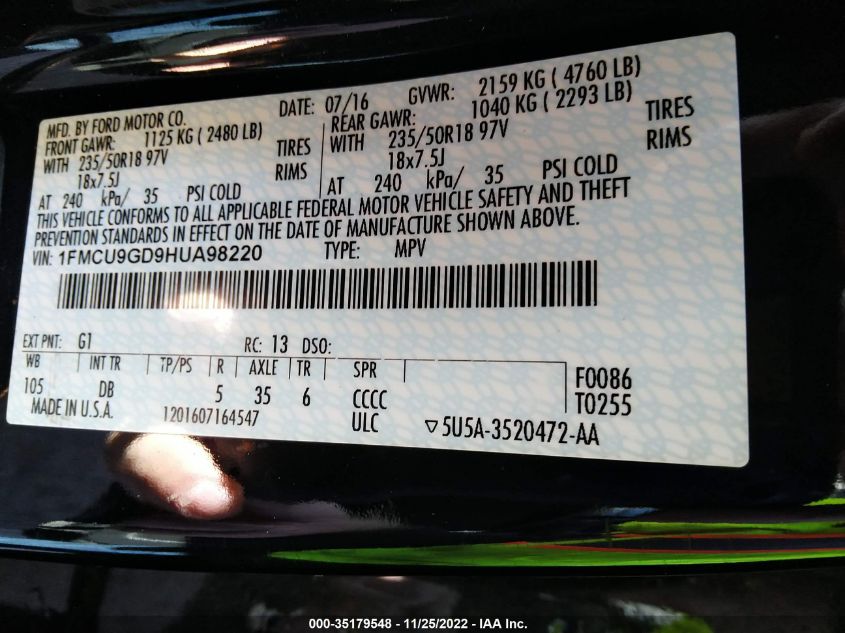 MFD. BY FORD MOTOR CO. DATE: 07/16 GVWR: 2159 KG ( 4760 LB)
FRONT GAWR: 1125 KG ( 2480 LB) REAR GAWR: 1040 KG ( 2293 LB)
WITH 235/50R18 97V TIRES WITH 235/50R18 97V TIRES
18x7.5J RIMS 18x7.5J RIMS
AT 240 kPa/ 35 PSI COLD AT 240 kPa/ 35 PSI COLD
THIS VEHICLE CONFORMS TO ALL APPLICABLE FEDERAL MOTOR VEHICLE SAFETY AND THEFT
PREVENTION STANDARDS IN EFFECT ON THE DATE OF MANUFACTURE SHOWN ABOVE.
VIN: 1FMCU9GD9HUA98220 TYPE: MPV
EXT PNT: G1 RC: 13 DSO:
WB INT TR TP/PS R AXLE TR SPR
105 DB 5 35 6 CCCC F0086
MADE IN U.S.A. 1201607164547 ULC T0255
▽5U5A-3520472-AA
000-35179548 - 11/25/2022 - IAA Inc.